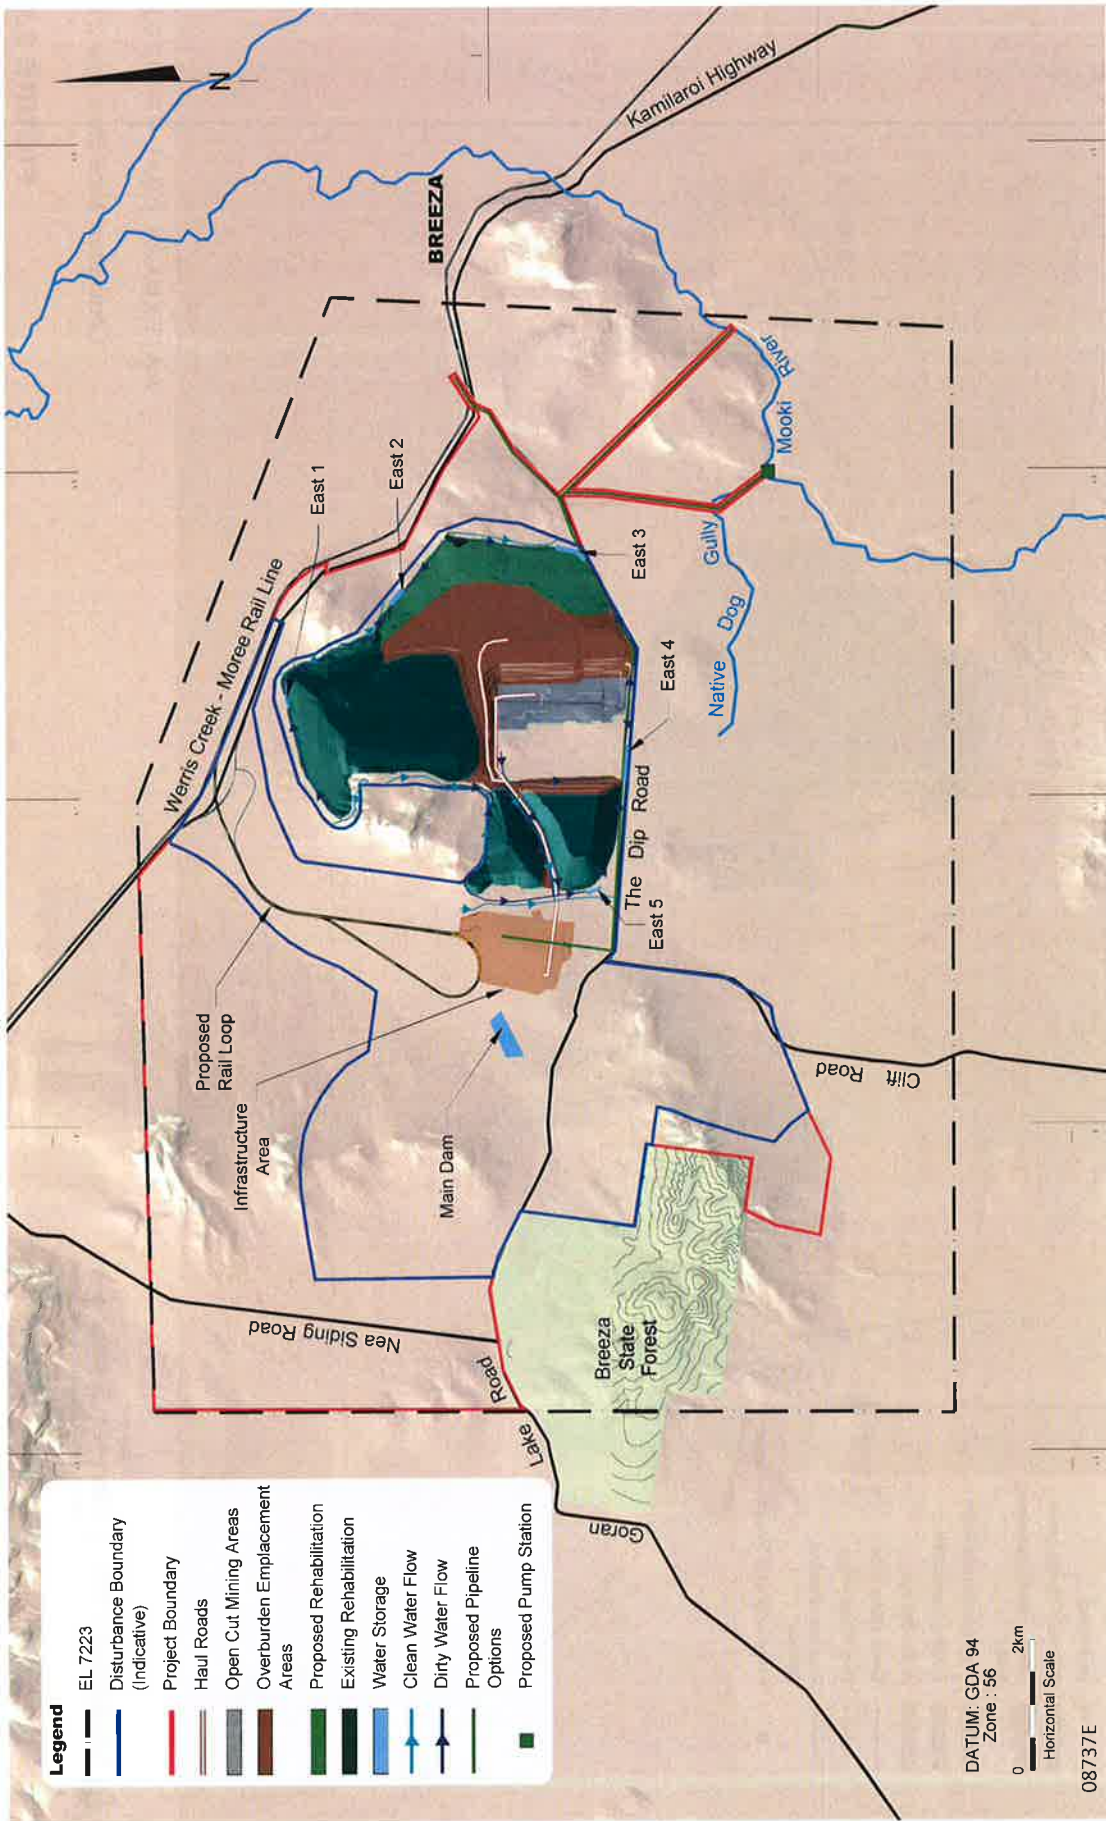 N
Kamilaroi Highway
BREEZA
Werris Creek - Moree Rail Line
East 1
East 2
East 3
East 4
East 5
Mooki River
Native Dog Gully
The Dip Road
Proposed
Rail Loop
Infrastructure
Area
Main Dam
Clift Road
Nea Siding Road
Breeza
State
Forest
Goran Lake Road
Legend
EL 7223
Disturbance Boundary
(Indicative)
Project Boundary
Haul Roads
Open Cut Mining Areas
Overburden Emplacement
Areas
Proposed Rehabilitation
Existing Rehabilitation
Water Storage
Clean Water Flow
Dirty Water Flow
Proposed Pipeline
Options
Proposed Pump Station
DATUM: GDA 94
Zone : 56
0 2km
Horizontal Scale
08737E